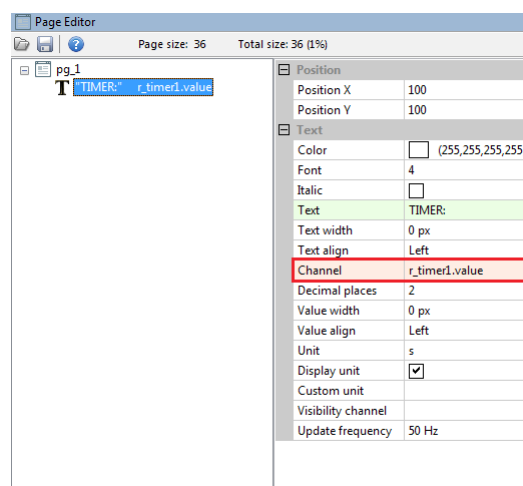 Page Editor
Page size: 36 Total size: 36 (1%)
pg_1
T "TIMER:" r_timer1.value
Position
Position X 100
Position Y 100
Text
Color (255,255,255,255
Font 4
Italic
Text TIMER:
Text width 0 px
Text align Left
Channel r_timer1.value
Decimal places 2
Value width 0 px
Value align Left
Unit s
Display unit
Custom unit
Visibility channel
Update frequency 50 Hz